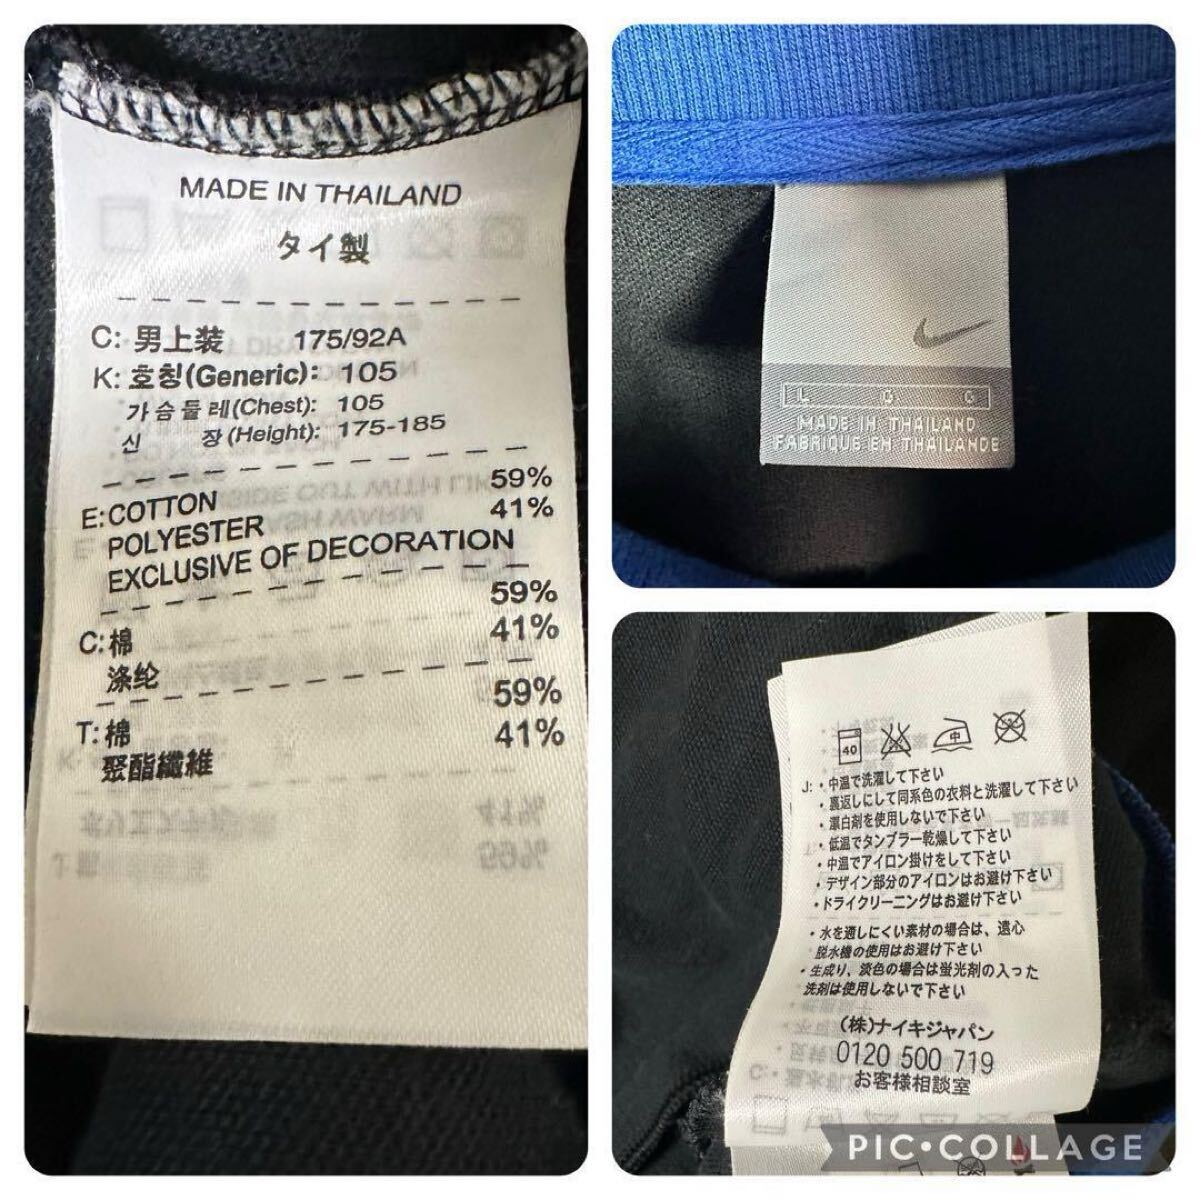 MADE IN THAILAND
タイ製
C: 男上装 175/92A
K: 호칭(Generic): 105
가슴둘레(Chest): 105
신 장(Height): 175-185
E: COTTON 59%
POLYESTER 41%
EXCLUSIVE OF DECORATION
C: 棉 59%
涤纶 41%
T: 棉 59%
聚酯纖維 41%
L G G
MADE IN THAILAND
FABRIQUE EN THAILANDE
40 中
J: ・中温で洗濯して下さい
・裏返しにして同系色の衣料と洗濯して下さい
・漂白剤を使用しないで下さい
・低温でタンブラー乾燥して下さい
・中温でアイロン掛けをして下さい
・デザイン部分のアイロンはお避け下さい
・ドライクリーニングはお避け下さい
・水を通しにくい素材の場合は、遠心
脱水機の使用はお避け下さい
・生成り、淡色の場合は蛍光剤の入った
洗剤は使用しないで下さい
(株)ナイキジャパン
0120 500 719
お客様相談室
PIC•COLLAGE